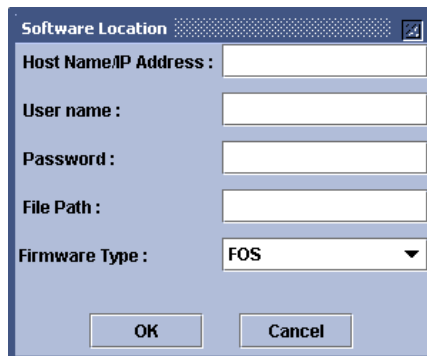 Software Location
Host Name/IP Address :
User name :
Password :
File Path :
Firmware Type : FOS
OK Cancel